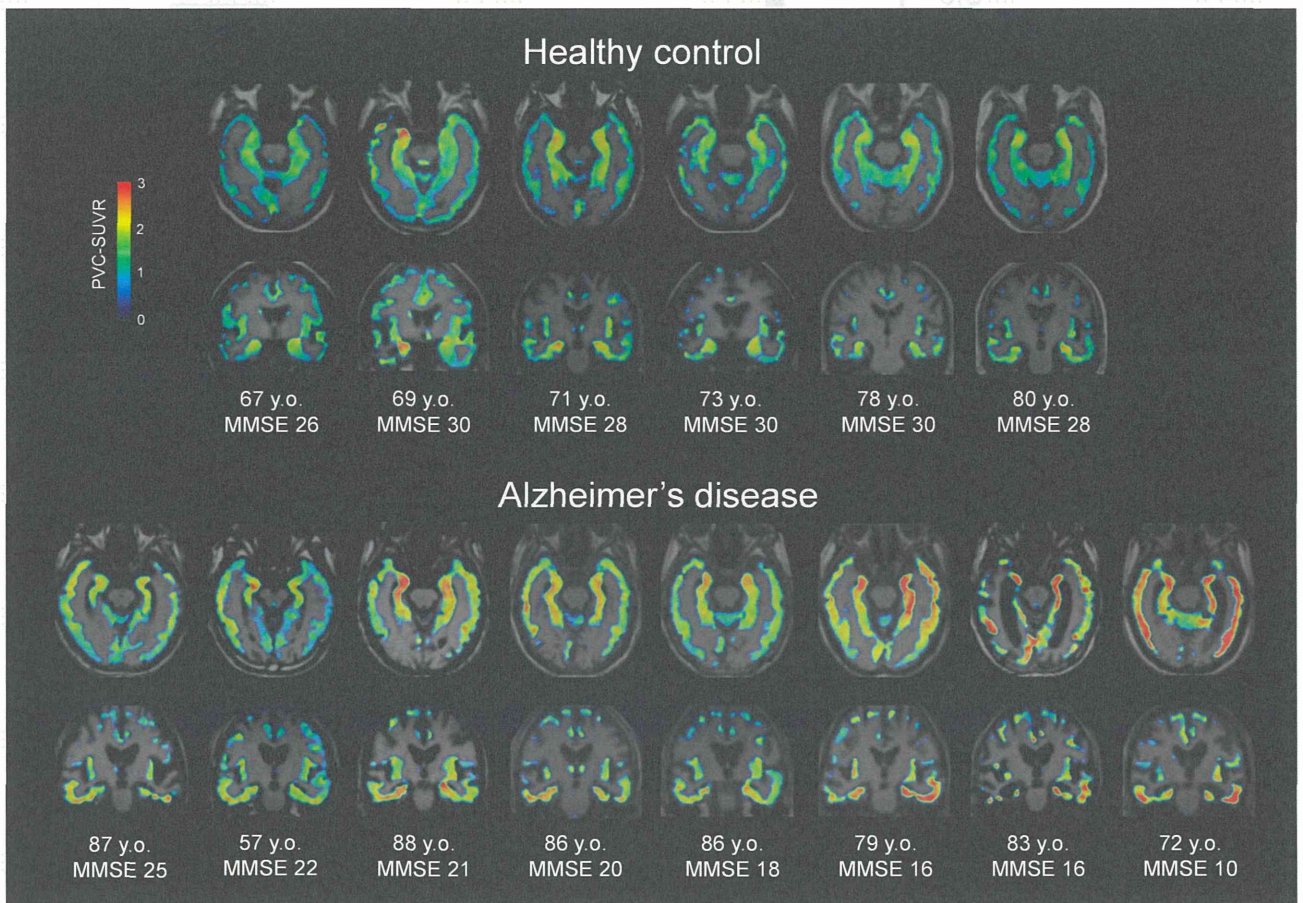 Healthy control
PVC-SUVR
3
2
1
0
67 y.o.
MMSE 26
69 y.o.
MMSE 30
71 y.o.
MMSE 28
73 y.o.
MMSE 30
78 y.o.
MMSE 30
80 y.o.
MMSE 28
Alzheimer's disease
87 y.o.
MMSE 25
57 y.o.
MMSE 22
88 y.o.
MMSE 21
86 y.o.
MMSE 20
86 y.o.
MMSE 18
79 y.o.
MMSE 16
83 y.o.
MMSE 16
72 y.o.
MMSE 10